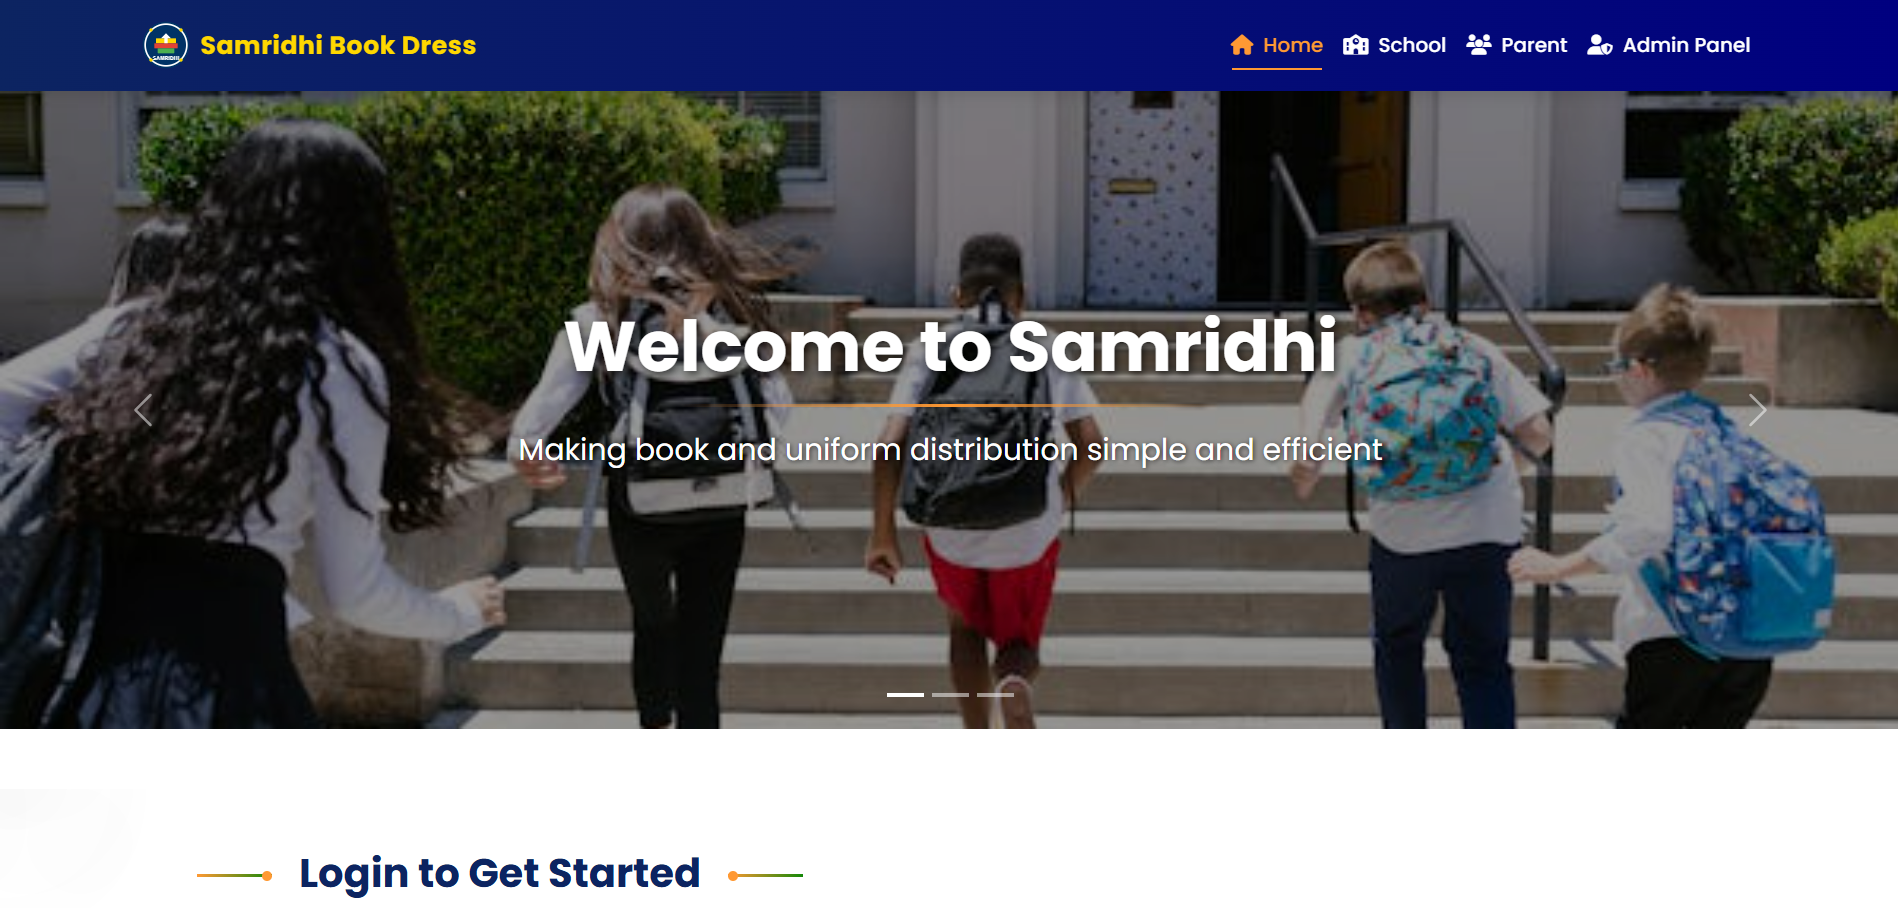 SAMRIDHI
Samridhi Book Dress
Home
School
Parent
Admin Panel
Welcome to Samridhi
Making book and uniform distribution simple and efficient
Login to Get Started